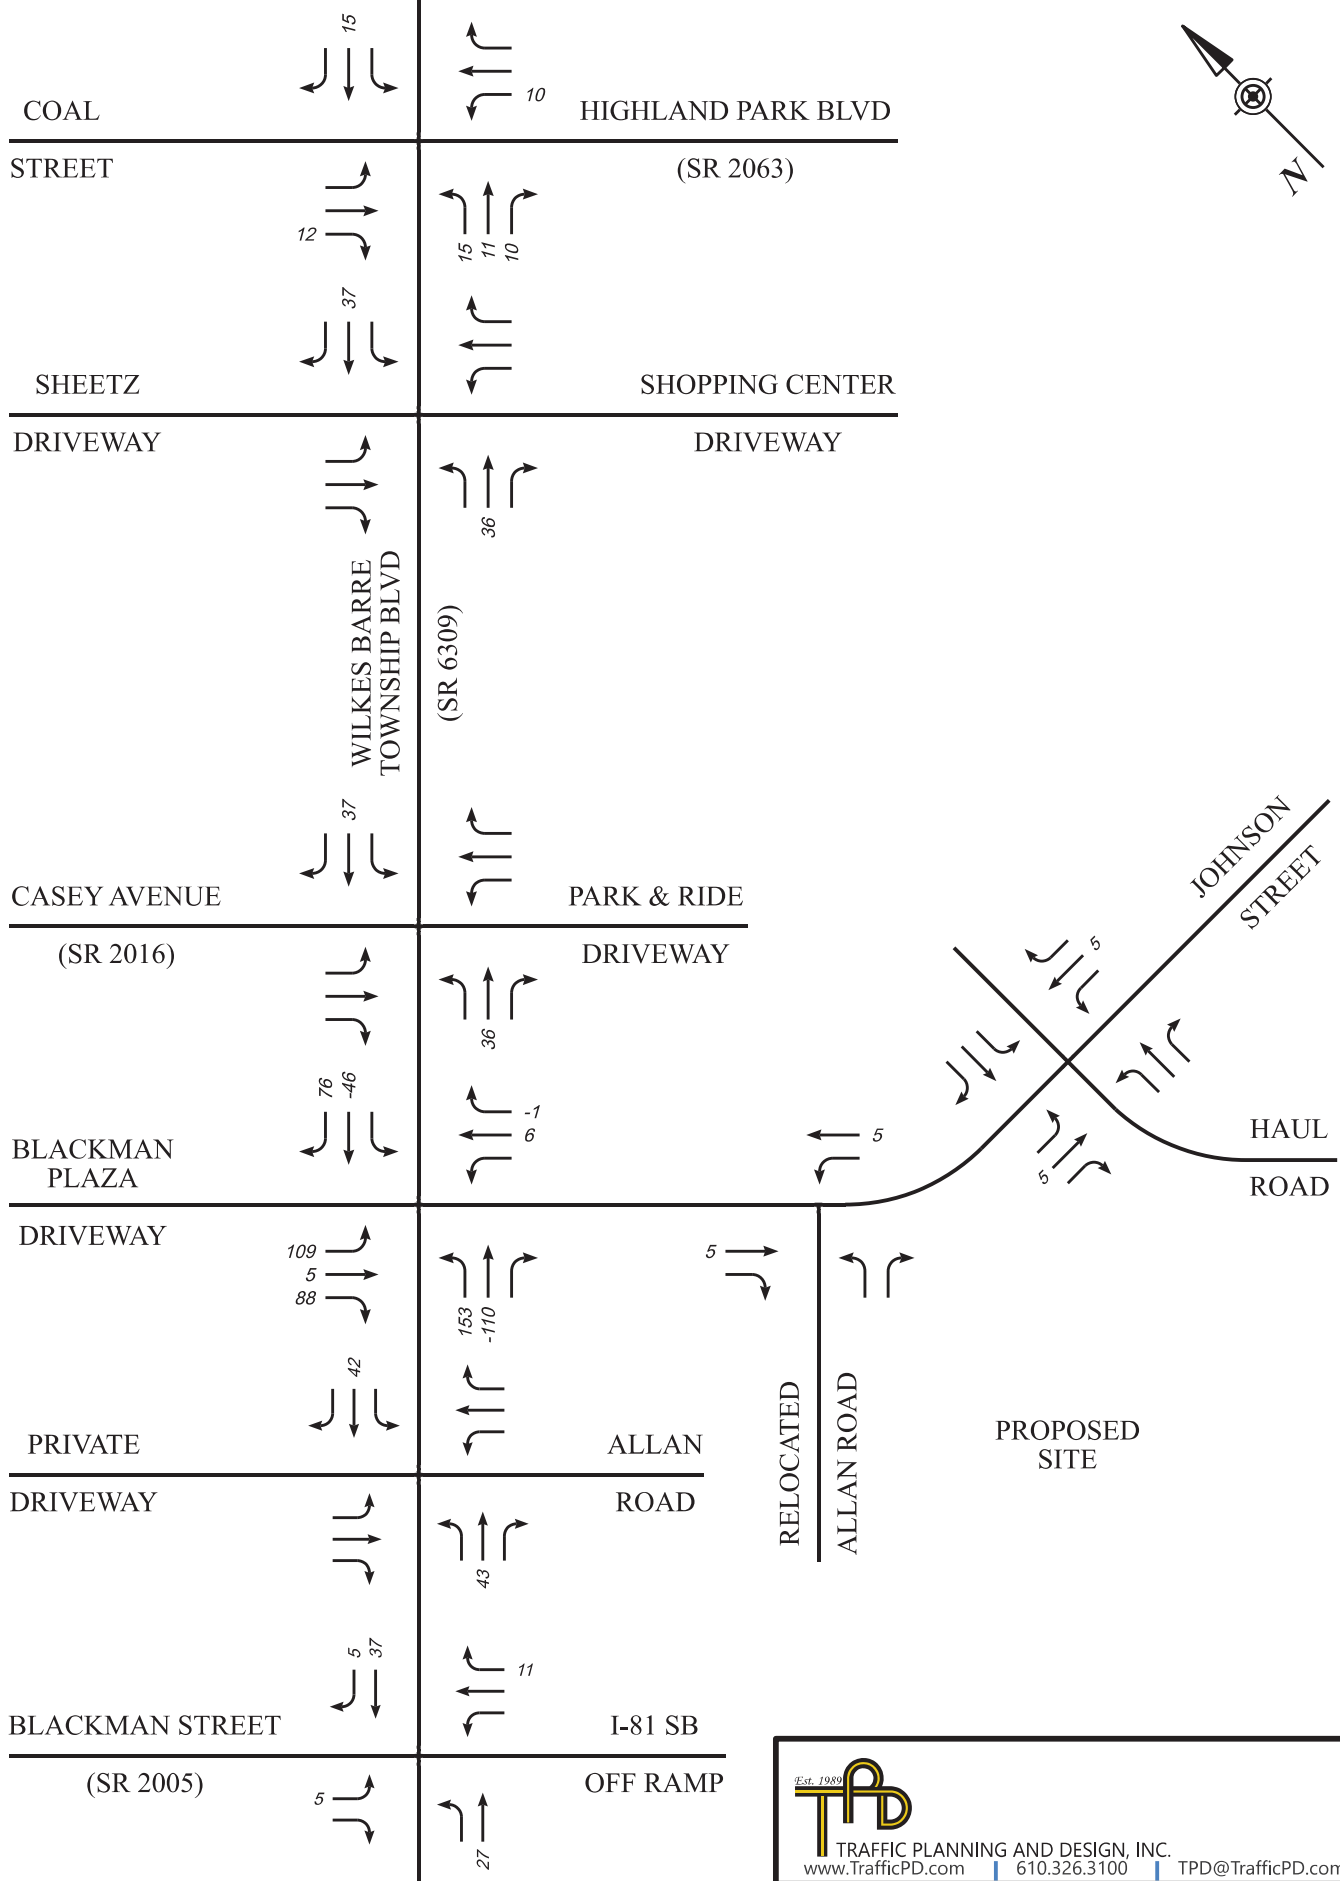 15
10
COAL
HIGHLAND PARK BLVD
STREET
(SR 2063)
12
15
11
10
37
SHEETZ
SHOPPING CENTER
DRIVEWAY
DRIVEWAY
36
WILKES BARRE
TOWNSHIP BLVD
(SR 6309)
37
CASEY AVENUE
PARK & RIDE
(SR 2016)
DRIVEWAY
36
76
-46
-1
6
BLACKMAN
PLAZA
DRIVEWAY
109
5
88
153
-110
5
5
JOHNSON
STREET
5
5
HAUL
ROAD
N
RELOCATED
ALLAN ROAD
PROPOSED
SITE
42
PRIVATE
ALLAN
DRIVEWAY
ROAD
43
5
37
11
BLACKMAN STREET
I-81 SB
(SR 2005)
OFF RAMP
5
27
Est. 1989
TPD
TRAFFIC PLANNING AND DESIGN, INC.
www.TrafficPD.com | 610.326.3100 | TPD@TrafficPD.com